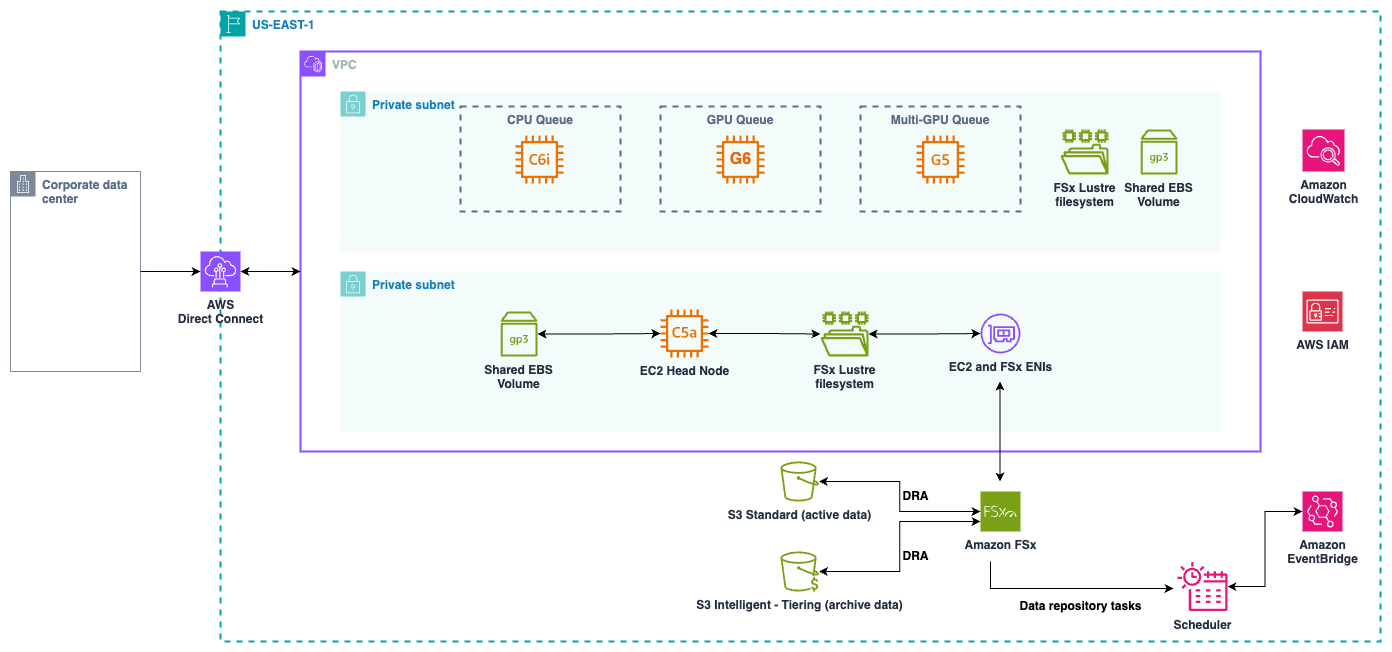 US-EAST-1
VPC
Private subnet
CPU Queue
C6i
GPU Queue
G6
Multi-GPU Queue
G5
gp3
FSx Lustre
filesystem
Shared EBS
Volume
Amazon
CloudWatch
Corporate data
center
AWS
Direct Connect
Private subnet
gp3
Shared EBS
Volume
C5a
EC2 Head Node
FSx Lustre
filesystem
EC2 and FSx ENIs
AWS IAM
S3 Standard (active data)
DRA
FSx
Amazon FSx
DRA
$
S3 Intelligent - Tiering (archive data)
Data repository tasks
Scheduler
Amazon
EventBridge